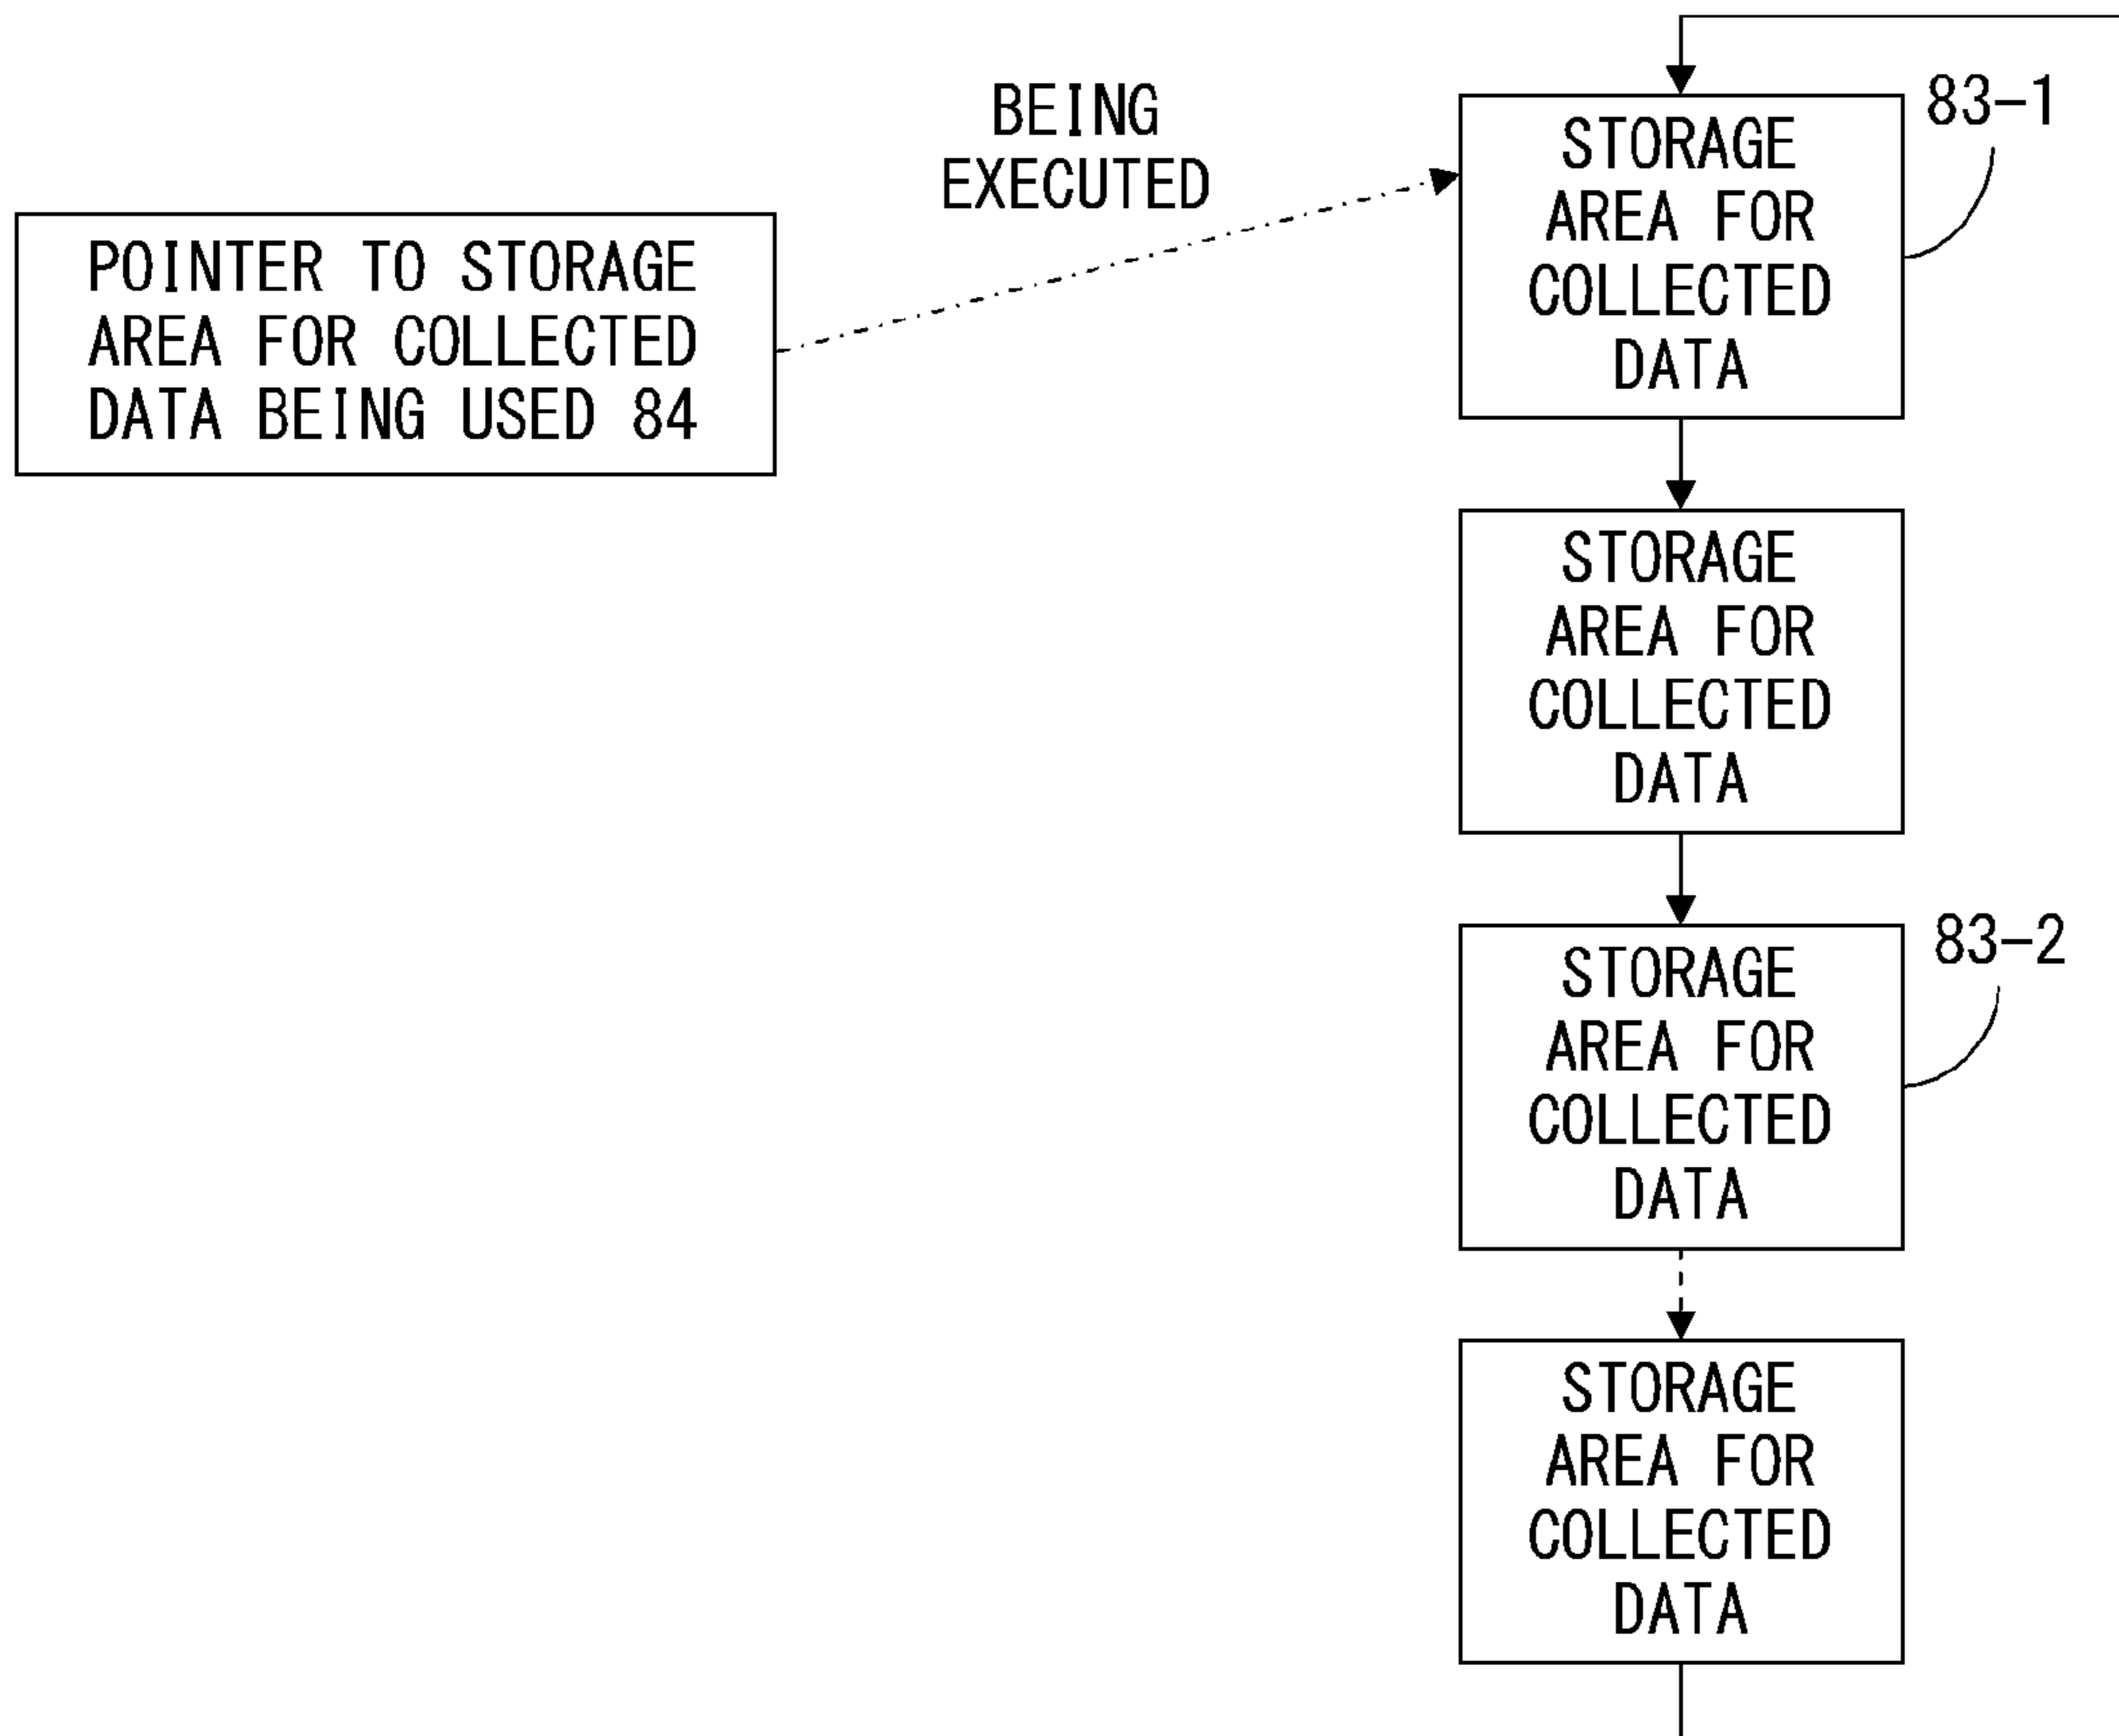 BEING
EXECUTED
POINTER TO STORAGE
AREA FOR COLLECTED
DATA BEING USED 84
83-1
STORAGE
AREA FOR
COLLECTED
DATA
STORAGE
AREA FOR
COLLECTED
DATA
83-2
STORAGE
AREA FOR
COLLECTED
DATA
STORAGE
AREA FOR
COLLECTED
DATA